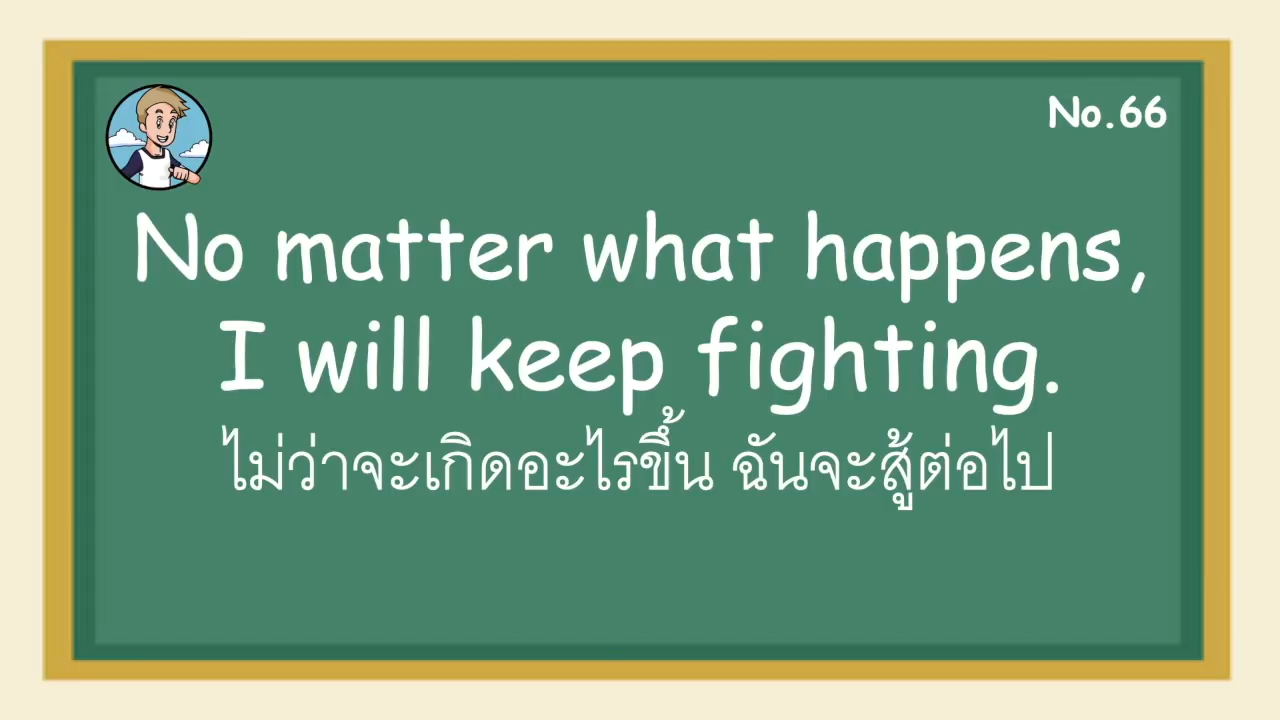 No.66
No matter what happens,
I will keep fighting.
ไม่ว่าจะเกิดอะไรขึ้น ฉันจะสู้ต่อไป